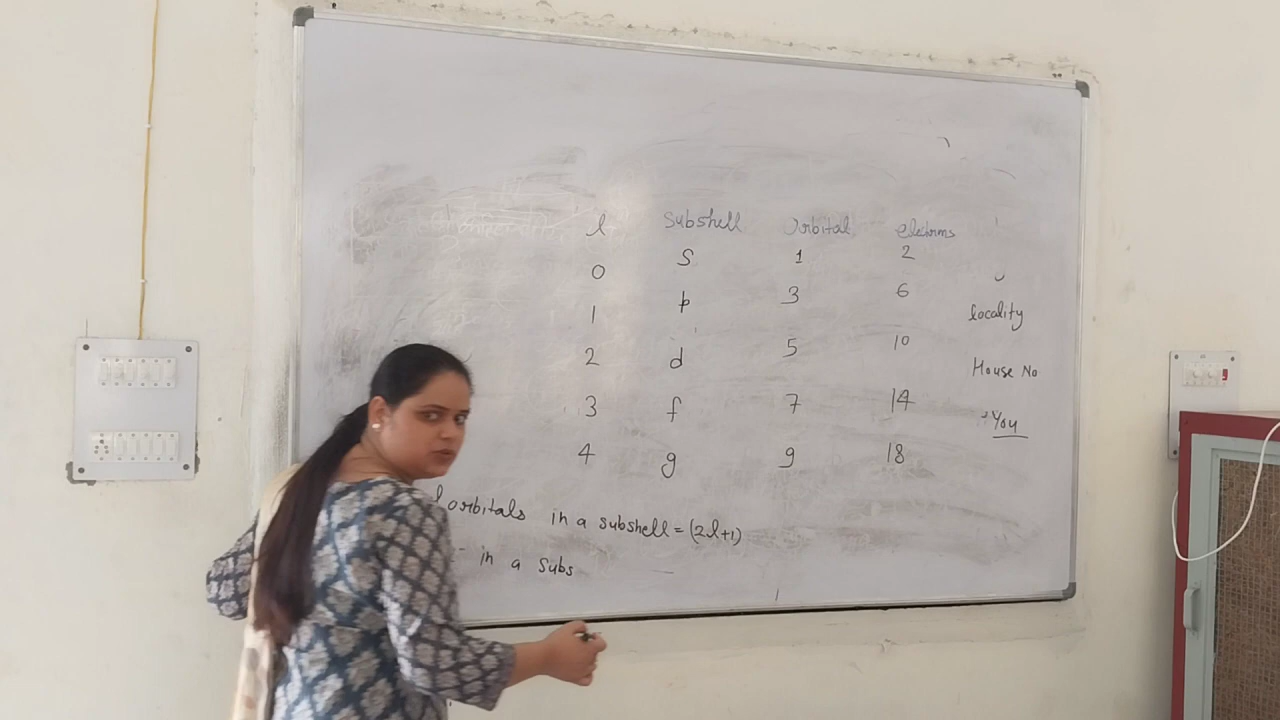 l Subshell Orbital electrons
0 S 1 2
1 p 3 6
locality
2 d 5 10
House No
3 f 7 14
You
4 g 9 18
orbitals in a subshell = (2l+1)
in a subs